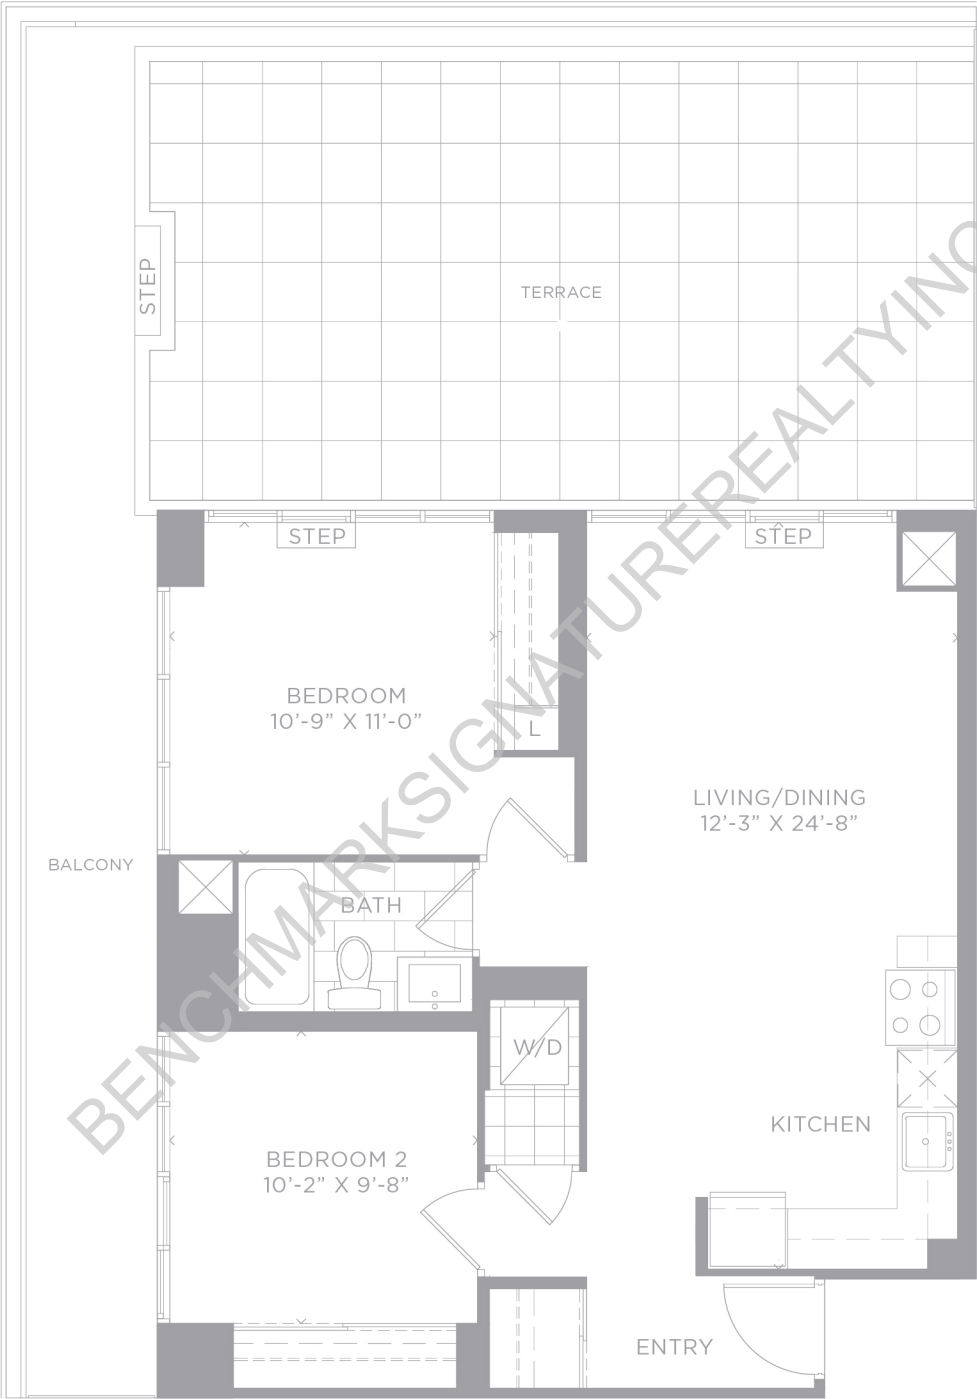 STEP
TERRACE
STEP
STEP
BEDROOM
10'-9" X 11'-0"
L
LIVING/DINING
12'-3" X 24'-8"
BALCONY
BATH
W/D
KITCHEN
BEDROOM 2
10'-2" X 9'-8"
ENTRY
BENCHMARKSIGNATUREREALTYINC